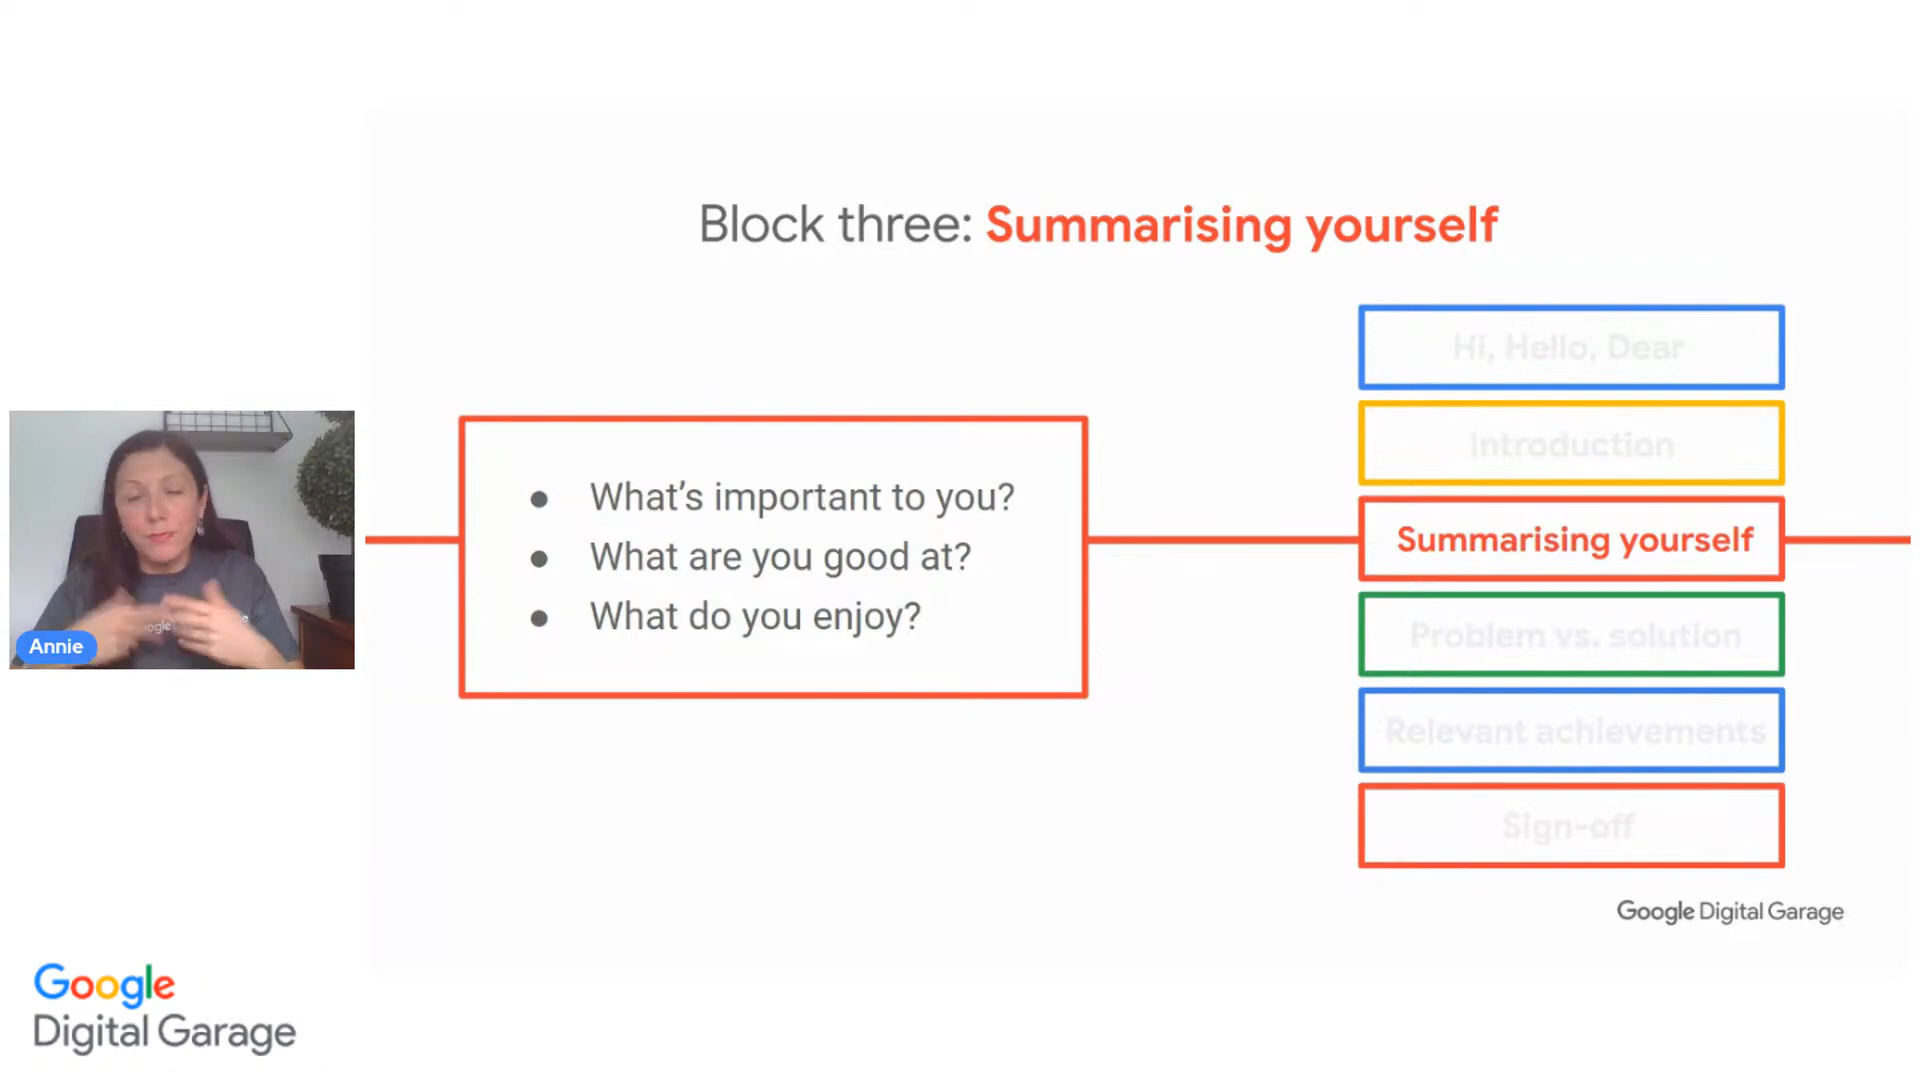 Block three: Summarising yourself
What's important to you?
What are you good at?
What do you enjoy?
Hi, Hello, Dear
Introduction
Summarising yourself
Problem vs. solution
Relevant achievements
Sign-off
Google Digital Garage
Annie
Google
Digital Garage